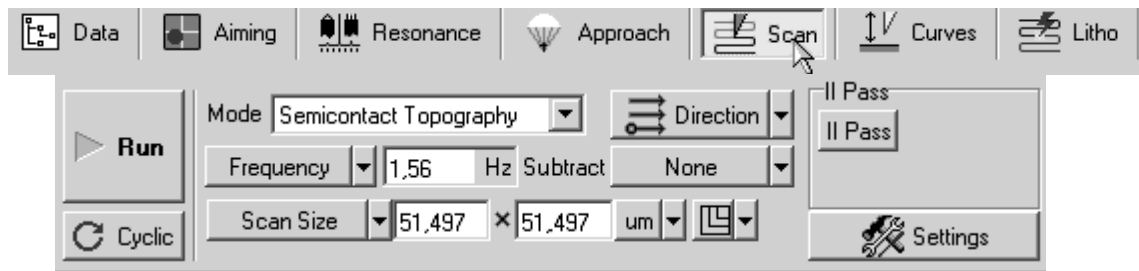 Data Aiming Resonance Approach Scan Curves Litho
II Pass
Mode Semicontact Topography Direction
Run II Pass
Frequency 1,56 Hz Subtract None
Scan Size 51,497 × 51,497 um
Cyclic Settings